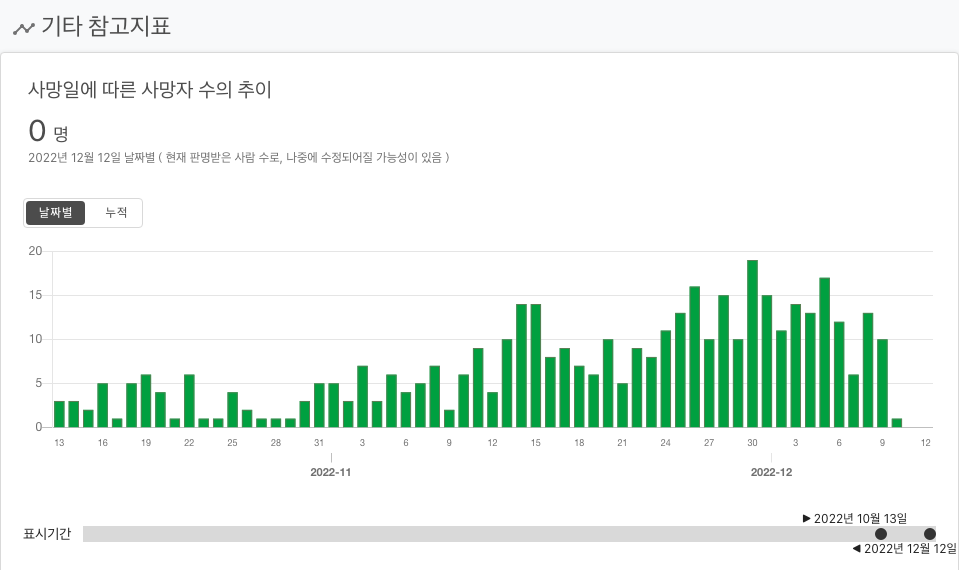 기타 참고지표
사망일에 따른 사망자 수의 추이
0 명
2022년 12월 12일 날짜별 ( 현재 판명받은 사람 수로, 나중에 수정되어질 가능성이 있음 )
날짜별 누적
20
15
10
5
0
13 16 19 22 25 28 31 3 6 9 12 15 18 21 24 27 30 3 6 9 12
2022-11 2022-12
▶ 2022년 10월 13일
표시기간
◀ 2022년 12월 12일